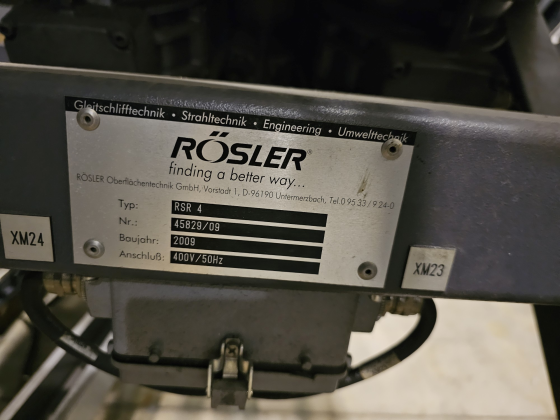 Gleitschlifftechnik • Strahltechnik • Engineering • Umwelttechnik
RÖSLER®
finding a better way...
RÖSLER Oberflächentechnik GmbH, Vorstadt 1, D-96190 Untermerzbach, Tel.0 95 33 / 9 24-0
Typ: RSR 4
Nr.: 45829/09
Baujahr: 2009
Anschluß: 400V/50Hz
XM24
XM23